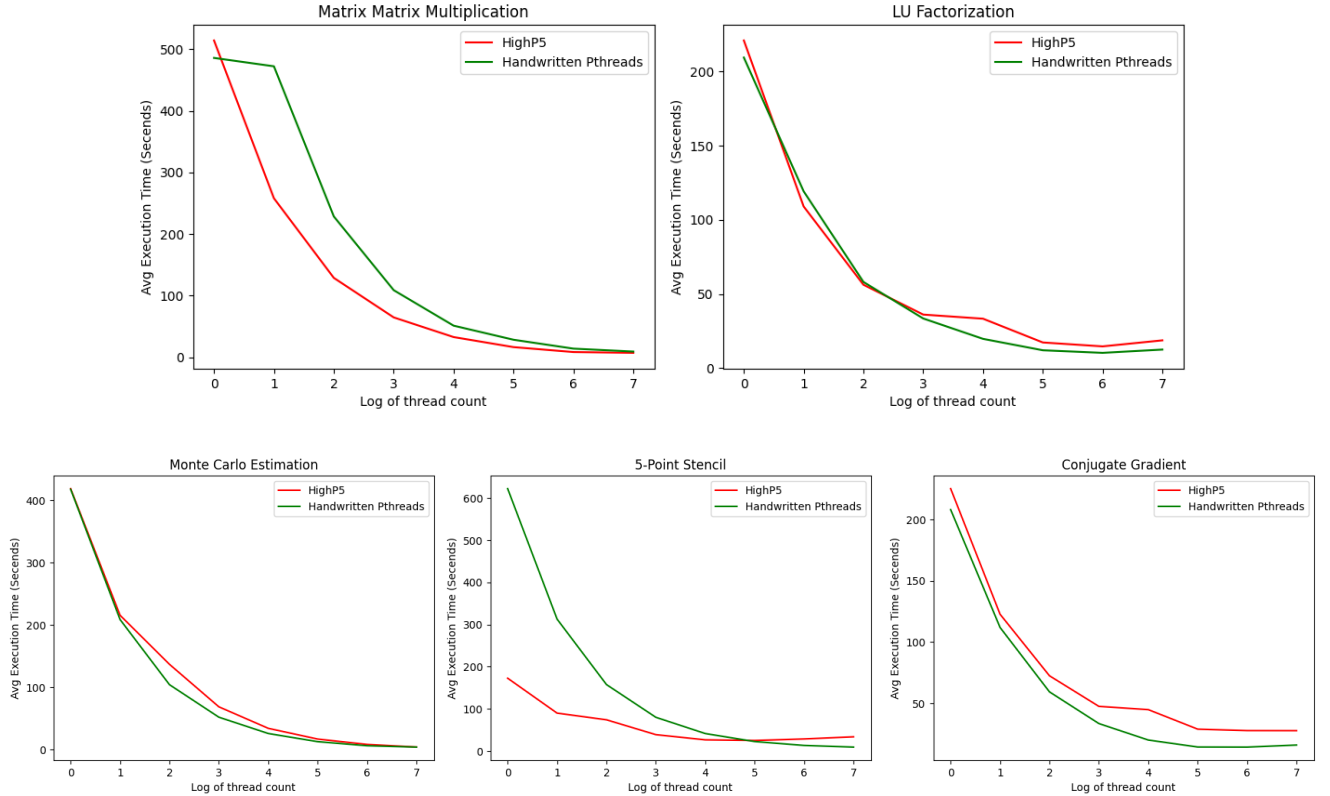 Matrix Matrix Multiplication
HighP5
Handwritten Pthreads
Avg Execution Time (Secends)
500
400
300
200
100
0
0 1 2 3 4 5 6 7
Log of thread count
LU Factorization
HighP5
Handwritten Pthreads
Avg Execution Time (Secends)
200
150
100
50
0
0 1 2 3 4 5 6 7
Log of thread count
Monte Carlo Estimation
HighP5
Handwritten Pthreads
Avg Execution Time (Secends)
400
300
200
100
0
0 1 2 3 4 5 6 7
Log of thread count
5-Point Stencil
HighP5
Handwritten Pthreads
Avg Execution Time (Secends)
600
500
400
300
200
100
0
0 1 2 3 4 5 6 7
Log of thread count
Conjugate Gradient
HighP5
Handwritten Pthreads
Avg Execution Time (Secends)
200
150
100
50
0 1 2 3 4 5 6 7
Log of thread count